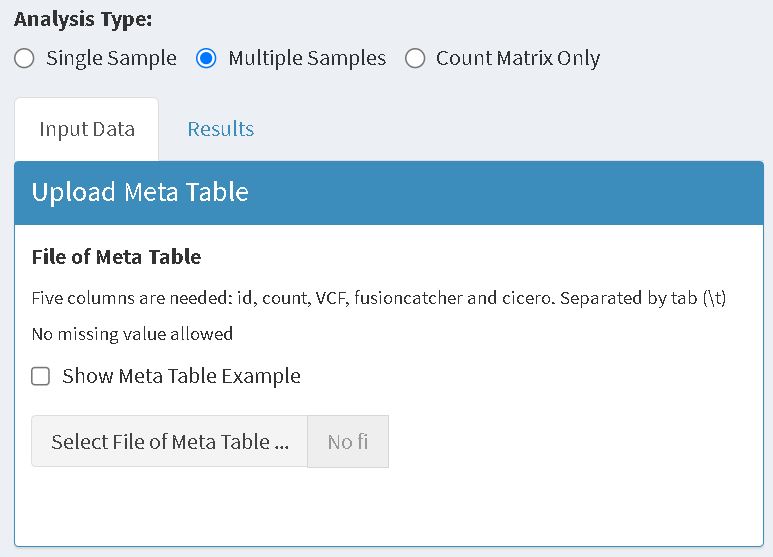 Analysis Type:
Single Sample Multiple Samples Count Matrix Only
Input Data Results
Upload Meta Table
File of Meta Table
Five columns are needed: id, count, VCF, fusioncatcher and cicero. Separated by tab (\t)
No missing value allowed
Show Meta Table Example
Select File of Meta Table ... No fi